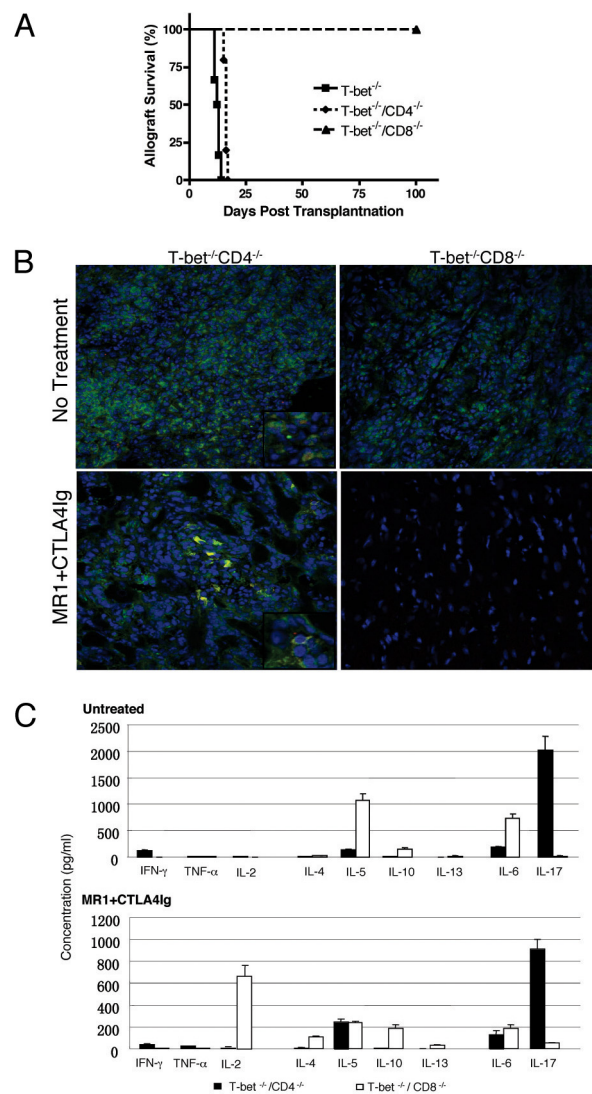 A
Allograft Survival (%)
100
75
50
25
0
T-bet-/-
T-bet-/-/CD4-/-
T-bet-/-/CD8-/-
0 25 50 75 100
Days Post Transplantnation
B
T-bet-/-CD4-/- T-bet-/-CD8-/-
No Treatment
MR1+CTLA4Ig
C
Untreated
2500
2000
1500
1000
500
0
IFN-γ TNF-α IL-2 IL-4 IL-5 IL-10 IL-13 IL-6 IL-17
Concentration (pg/ml)
MR1+CTLA4Ig
1200
1000
800
600
400
200
0
IFN-γ TNF-α IL-2 IL-4 IL-5 IL-10 IL-13 IL-6 IL-17
T-bet -/-/CD4 -/- T-bet -/-/ CD8 -/-